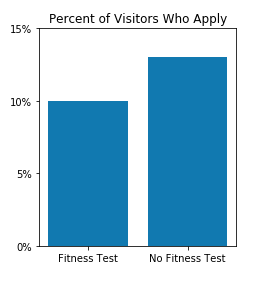 Percent of Visitors Who Apply
15%
10%
5%
0%
Fitness Test
No Fitness Test